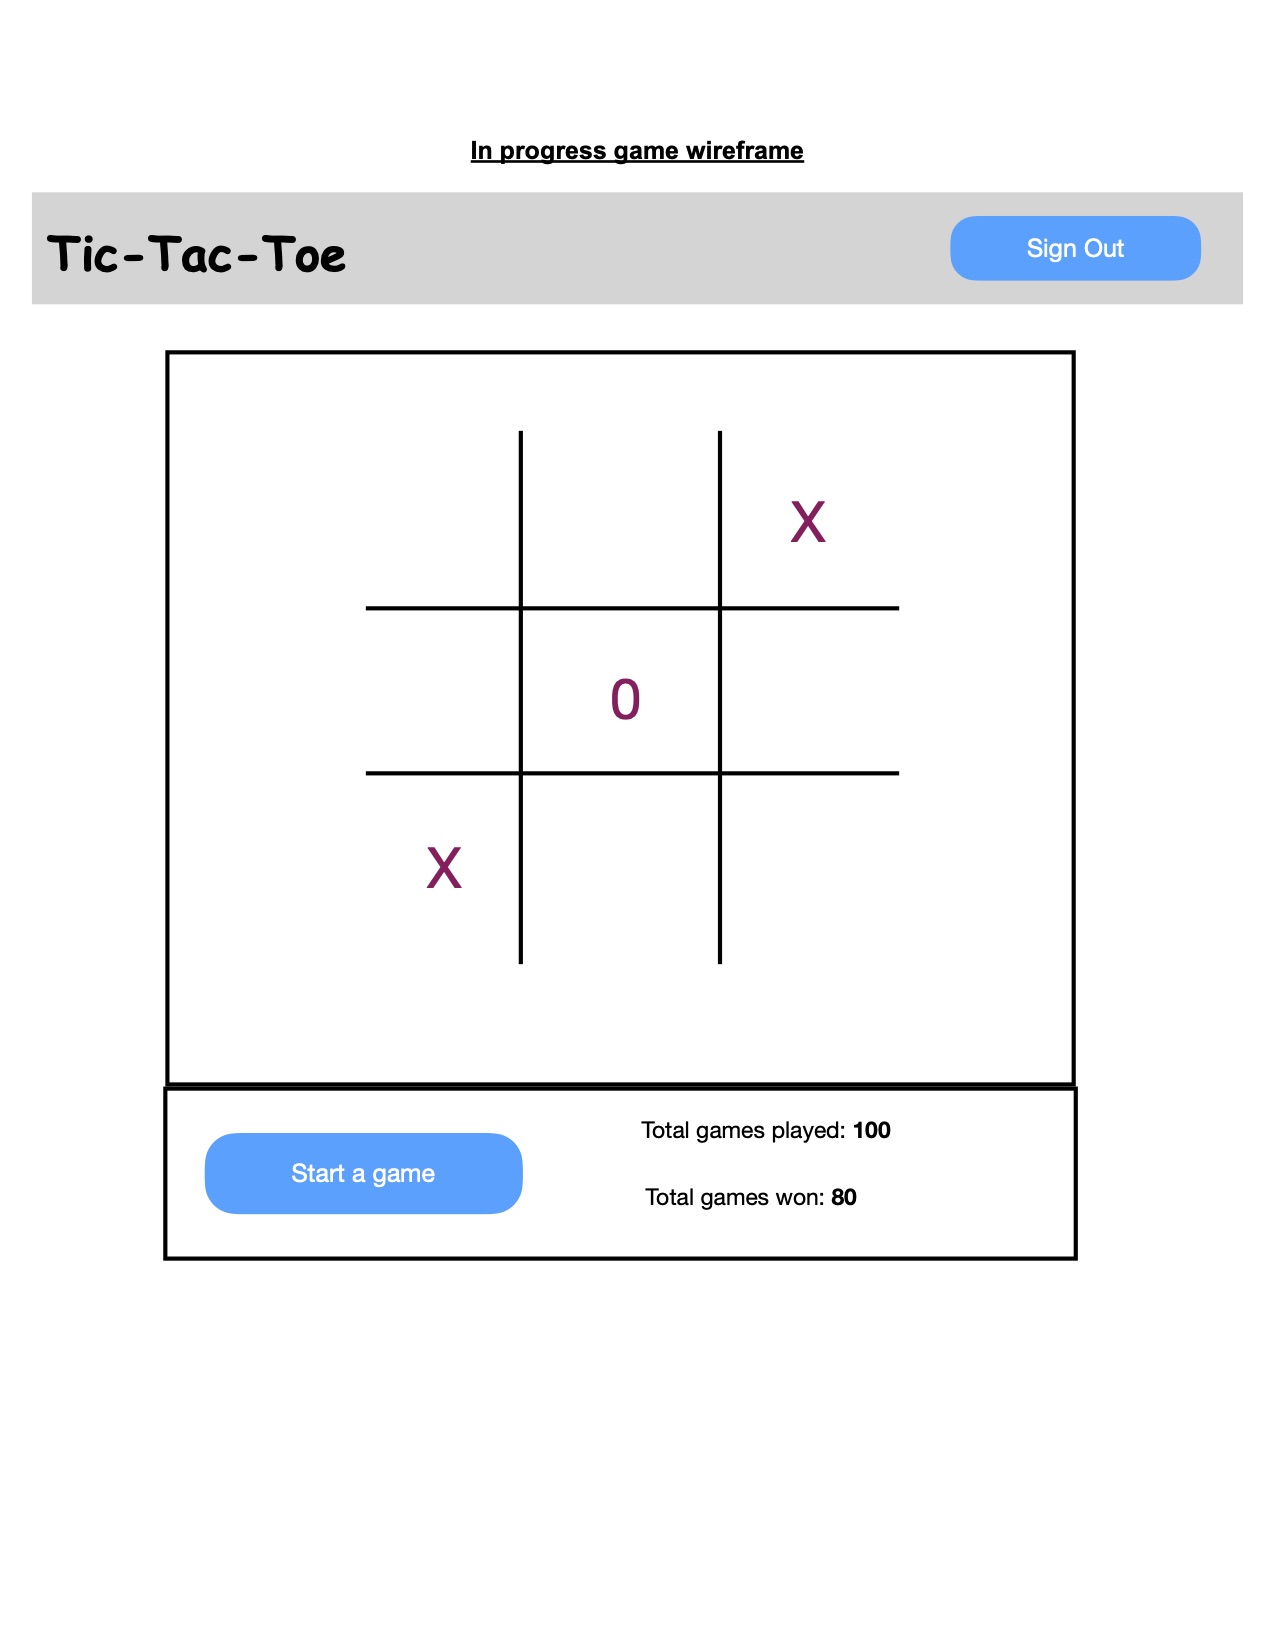 In progress game wireframe
Tic-Tac-Toe
Sign Out
X
0
X
Start a game
Total games played: 100
Total games won: 80